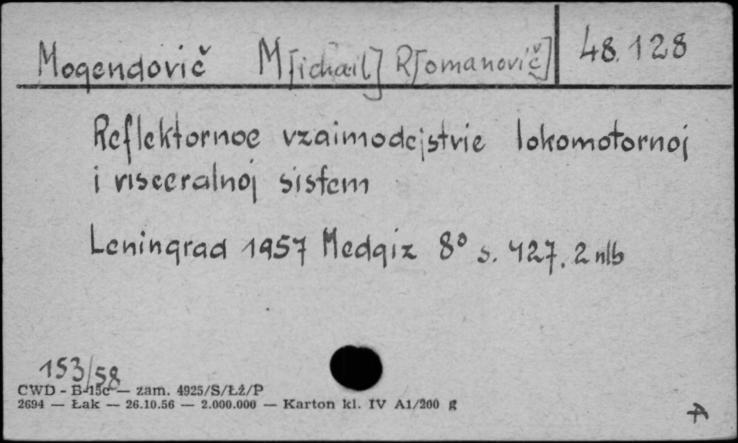 Mogendovič M[ichail] R[omanovič] 48.128
Reflektornoe vzaimodejstvie lokomotornoj
i visceralnoj sistem
Leningrad 1957 Medgiz 8° s. 427. 2 nlb
153/58
CWD - B-15c — zam. 4925/S/Łż/P
2694 — Łak — 26.10.56 — 2.000.000 — Karton kl. IV A1/200 g
A